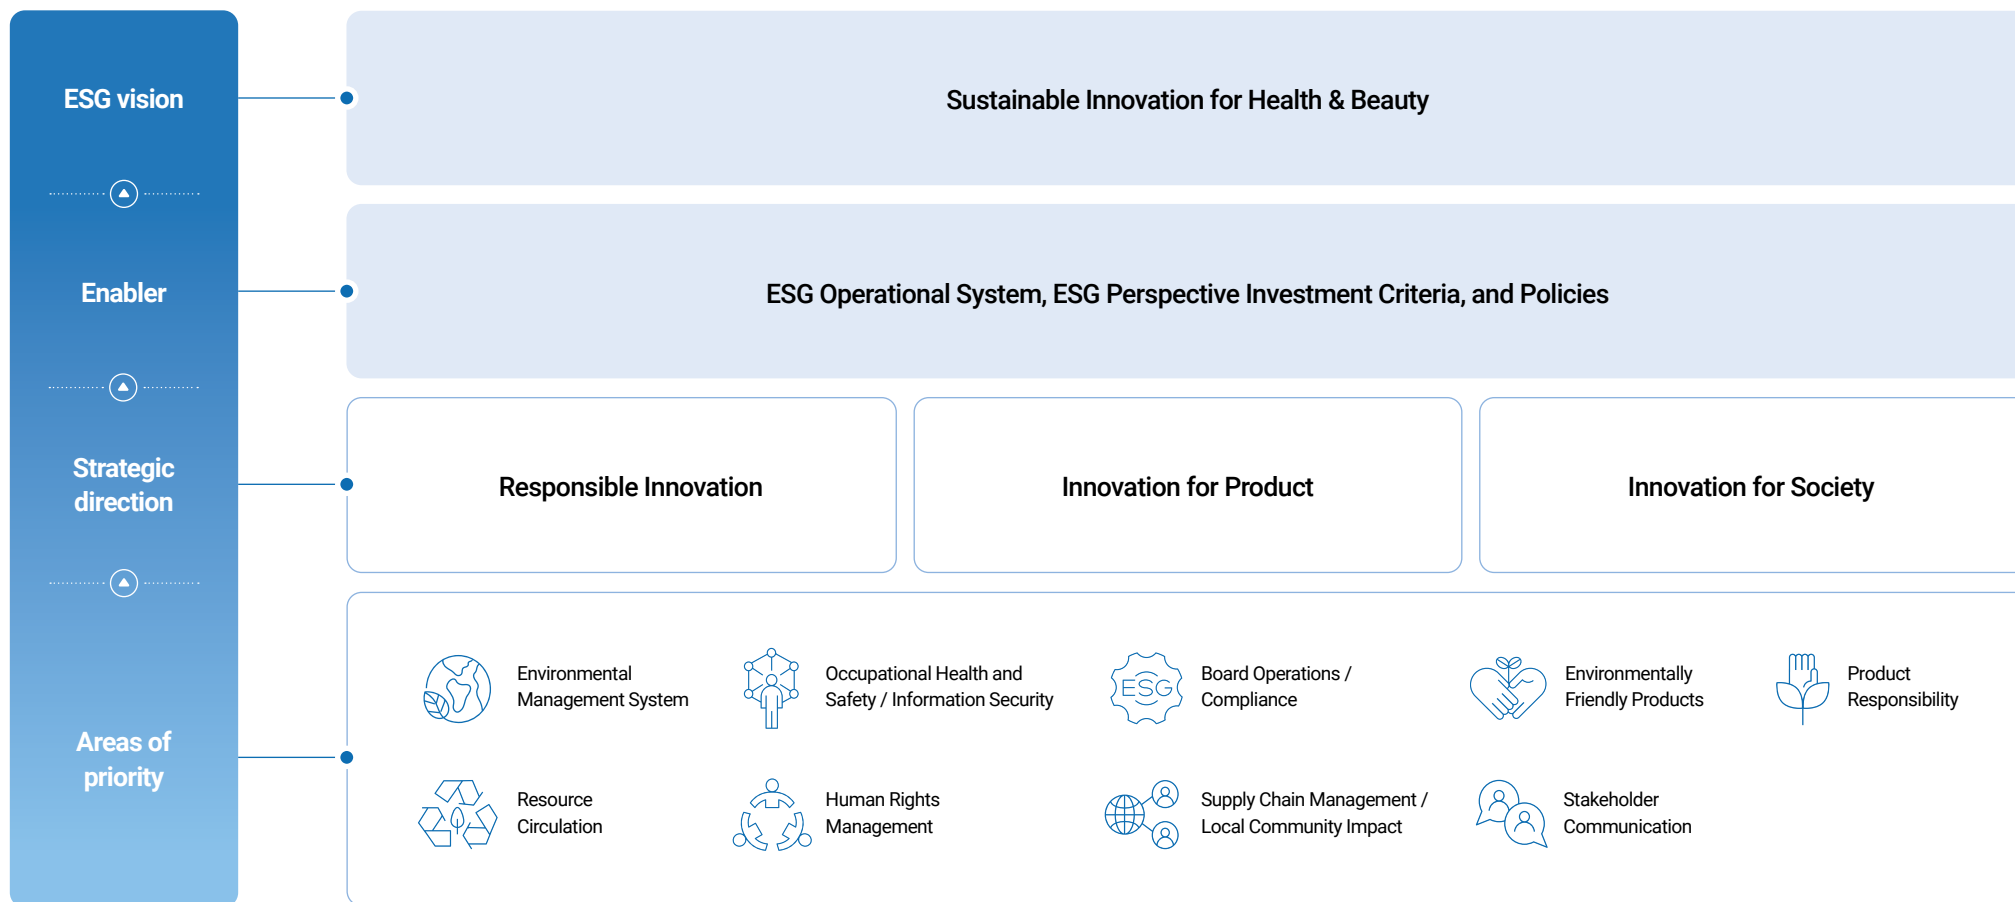 ESG vision
Sustainable Innovation for Health & Beauty
Enabler
ESG Operational System, ESG Perspective Investment Criteria, and Policies
Strategic
direction
Responsible Innovation
Innovation for Product
Innovation for Society
Areas of
priority
Environmental
Management System
Occupational Health and
Safety / Information Security
ESG
Board Operations /
Compliance
Environmentally
Friendly Products
Product
Responsibility
Resource
Circulation
Human Rights
Management
Supply Chain Management /
Local Community Impact
Stakeholder
Communication